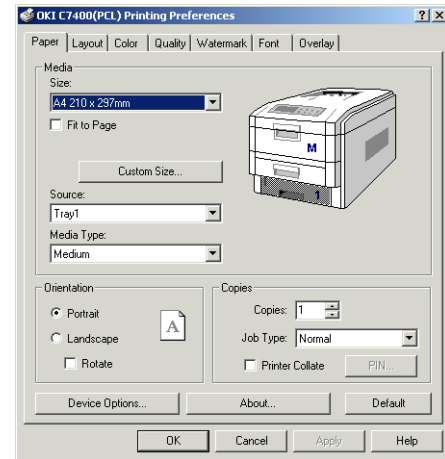 OKI C7400(PCL) Printing Preferences
Paper Layout Color Quality Watermark Font Overlay
Media
Size:
A4 210 x 297mm
Fit to Page
Custom Size...
M
1
Source:
Tray1
Media Type:
Medium
Orientation
Portrait
Landscape
Rotate
A
Copies
Copies: 1
Job Type: Normal
Printer Collate PIN...
Device Options... About... Default
OK Cancel Apply Help